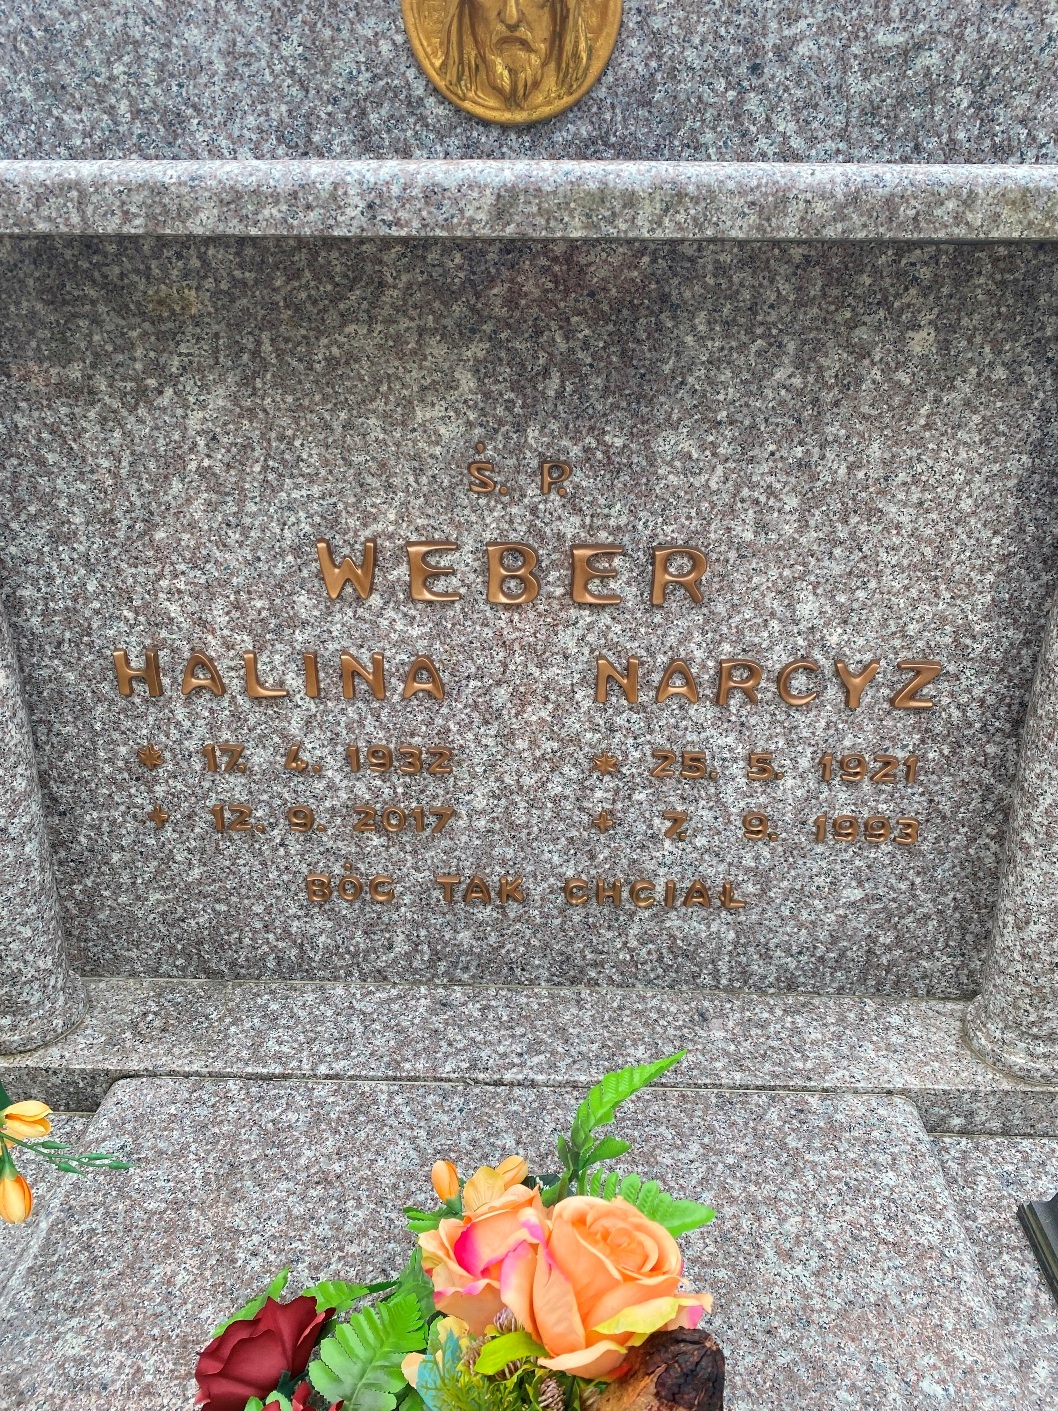 Ś. P.
WEBER
HALINA NARCYZ
* 17. 4. 1932 * 25. 5. 1921
+ 12. 9. 2017 + 7. 9. 1993
BÓG TAK CHCIAŁ